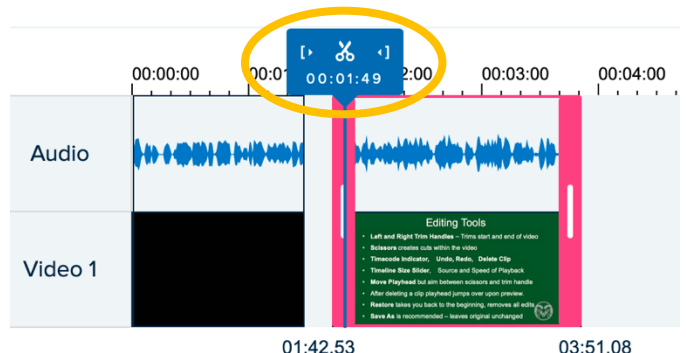 00:01:49
00:00:00 00:01 2:00 00:03:00 00:04:00
Audio
Video 1
Editing Tools
• Left and Right Trim Handles – Trims start and end of video
• Scissors creates cuts within the video
• Timecode Indicator, Undo, Redo, Delete Clip
• Timeline Size Slider, Source and Speed of Playback
• Move Playhead but aim between scissors and trim handle
• After deleting a clip playhead jumps over upon preview.
• Restore takes you back to the beginning, removes all edits
• Save As is recommended – leaves original unchanged
01:42.53 03:51.08